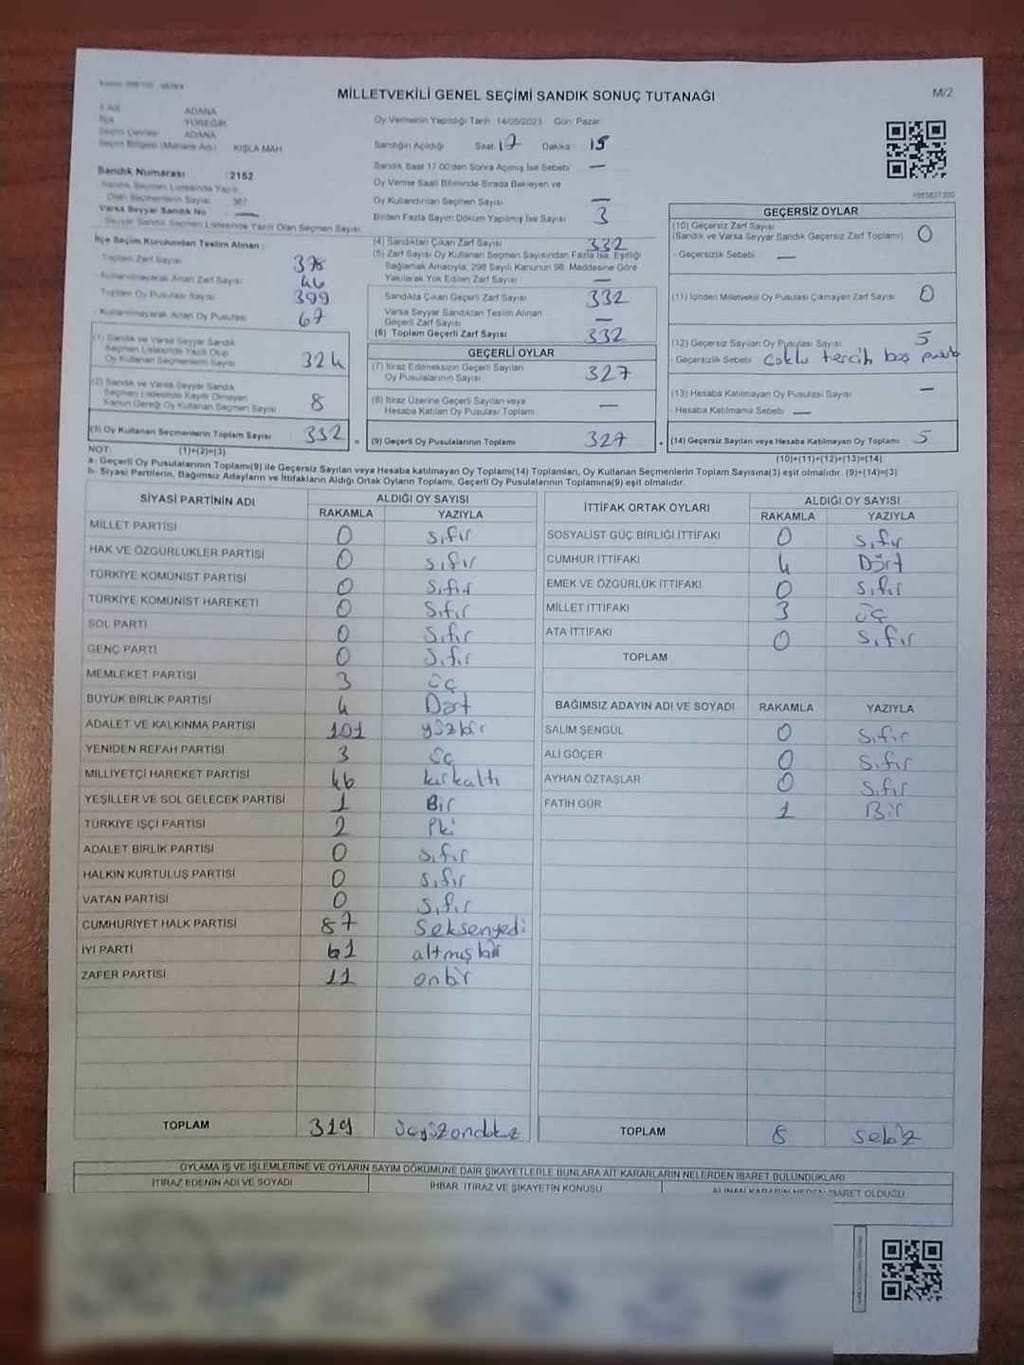 MİLLETVEKİLİ GENEL SEÇİMİ SANDIK SONUÇ TUTANAĞI
M/2
ADANA
YÜREĞİR
ADANA
KIŞLA MAH
Sandık Numarası :2152
Varsa Seyyar Sandık No
Seyyar Sandık Seçmen Listesinde Yazılı Olan Seçmen Sayısı
Oy Vermenin Yapıldığı Tarih :14/05/2023 Gün: Pazar
Sandığın Açıldığı Saat 17 Dakika 15
Sandık Saat 17.00'den Sonra Açılmış İse Sebebi —
Oy Verme Saati Bitiminde Sırada Bekleyen ve
Oy Kullandırılan Seçmen Sayısı —
Birden Fazla Sayım Döküm Yapılmış İse Sayısı 3
İlçe Seçim Kurulundan Teslim Alınan :
Toplam Zarf Sayısı 378
Kullanılmayarak Artan Zarf Sayısı 46
Toplam Oy Pusulası Sayısı 399
Kullanılmayarak Artan Oy Pusulası 67
(1) Sandık ve Varsa Seyyar Sandık
Seçmen Listesinde Yazılı Olup
Oy Kullanan Seçmenlerin Sayısı 324
(2) Sandık ve Varsa Seyyar Sandık
Seçmen Listesinde Kayıtlı Olmayan
Kanun Gereği Oy Kullanan Seçmen Sayısı 8
(3) Oy Kullanan Seçmenlerin Toplam Sayısı 332
(1)+(2)=(3)
(4) Sandıktan Çıkan Zarf Sayısı 332
(5) Zarf Sayısı Oy Kullanan Seçmen Sayısından Fazla İse, Eşitliği
Sağlamak Amacıyla, 298 Sayılı Kanunun 98. Maddesine Göre
Yakılarak Yok Edilen Zarf Sayısı —
Sandıkta Çıkan Geçerli Zarf Sayısı 332
Varsa Seyyar Sandıktan Teslim Alınan
Geçerli Zarf Sayısı —
(6) Toplam Geçerli Zarf Sayısı 332
GEÇERLİ OYLAR
(7) İtiraz Edilmeksizin Geçerli Sayılan
Oy Pusulalarının Sayısı 327
(8) İtiraz Üzerine Geçerli Sayılan veya
Hesaba Katılan Oy Pusulası Toplamı —
(9) Geçerli Oy Pusulalarının Toplamı 327
GEÇERSİZ OYLAR
(10) Geçersiz Zarf Sayısı
(Sandık ve Varsa Seyyar Sandık Geçersiz Zarf Toplamı) 0
- Geçersizlik Sebebi —
(11) İçinden Milletvekili Oy Pusulası Çıkmayan Zarf Sayısı 0
(12) Geçersiz Sayılan Oy Pusulası Sayısı 5
- Geçersizlik Sebebi çoklu tercih boş
(13) Hesaba Katılmayan Oy Pusulası Sayısı —
- Hesaba Katılmama Sebebi —
(14) Geçersiz Sayılan veya Hesaba Katılmayan Oy Toplamı 5
(10)+(11)+(12)+(13)=(14)
NOT:
a- Geçerli Oy Pusulalarının Toplamı(9) ile Geçersiz Sayılan veya Hesaba katılmayan Oy Toplamı(14) Toplamları, Oy Kullanan Seçmenlerin Toplam Sayısına(3) eşit olmalıdır. (9)+(14)=(3)
b- Siyasi Partilerin, Bağımsız Adayların ve İttifakların Aldığı Ortak Oyların Toplamı, Geçerli Oy Pusulalarının Toplamına(9) eşit olmalıdır.
SİYASİ PARTİNİN ADI ALDIĞI OY SAYISI
RAKAMLA YAZIYLA
MİLLET PARTİSİ 0 sıfır
HAK VE ÖZGÜRLÜKLER PARTİSİ 0 sıfır
TÜRKİYE KOMÜNİST PARTİSİ 0 sıfır
TÜRKİYE KOMÜNİST HAREKETİ 0 sıfır
SOL PARTİ 0 sıfır
GENÇ PARTİ 0 sıfır
MEMLEKET PARTİSİ 3 üç
BÜYÜK BİRLİK PARTİSİ 4 Dört
ADALET VE KALKINMA PARTİSİ 101 yüzbir
YENİDEN REFAH PARTİSİ 3 üç
MİLLİYETÇİ HAREKET PARTİSİ 46 kırkaltı
YEŞİLLER VE SOL GELECEK PARTİSİ 1 Bir
TÜRKİYE İŞÇİ PARTİSİ 2 İki
ADALET BİRLİK PARTİSİ 0 sıfır
HALKIN KURTULUŞ PARTİSİ 0 sıfır
VATAN PARTİSİ 0 sıfır
CUMHURİYET HALK PARTİSİ 87 seksenyedi
İYİ PARTİ 61 altmışbir
ZAFER PARTİSİ 11 onbir
TOPLAM 319 üçyüzondokuz
İTTİFAK ORTAK OYLARI ALDIĞI OY SAYISI
RAKAMLA YAZIYLA
SOSYALİST GÜÇ BİRLİĞİ İTTİFAKI 0 sıfır
CUMHUR İTTİFAKI 4 Dört
EMEK VE ÖZGÜRLÜK İTTİFAKI 0 sıfır
MİLLET İTTİFAKI 3 üç
ATA İTTİFAKI 0 sıfır
TOPLAM
BAĞIMSIZ ADAYIN ADI VE SOYADI RAKAMLA YAZIYLA
SALİM ŞENGÜL 0 sıfır
ALİ GÖÇER 0 sıfır
AYHAN ÖZTAŞLAR 0 sıfır
FATİH GÜR 1 Bir
TOPLAM 8 sekiz
OYLAMA İŞ VE İŞLEMLERİNE VE OYLARIN SAYIM DÖKÜMÜNE DAİR ŞİKAYETLERLE BUNLARA AİT KARARLARIN NELERDEN İBARET BULUNDUKLARI
İTİRAZ EDENİN ADI VE SOYADI İHBAR, İTİRAZ VE ŞİKAYETİN KONUSU ALINAN KARARIN NEDEN İBARET OLDUĞU